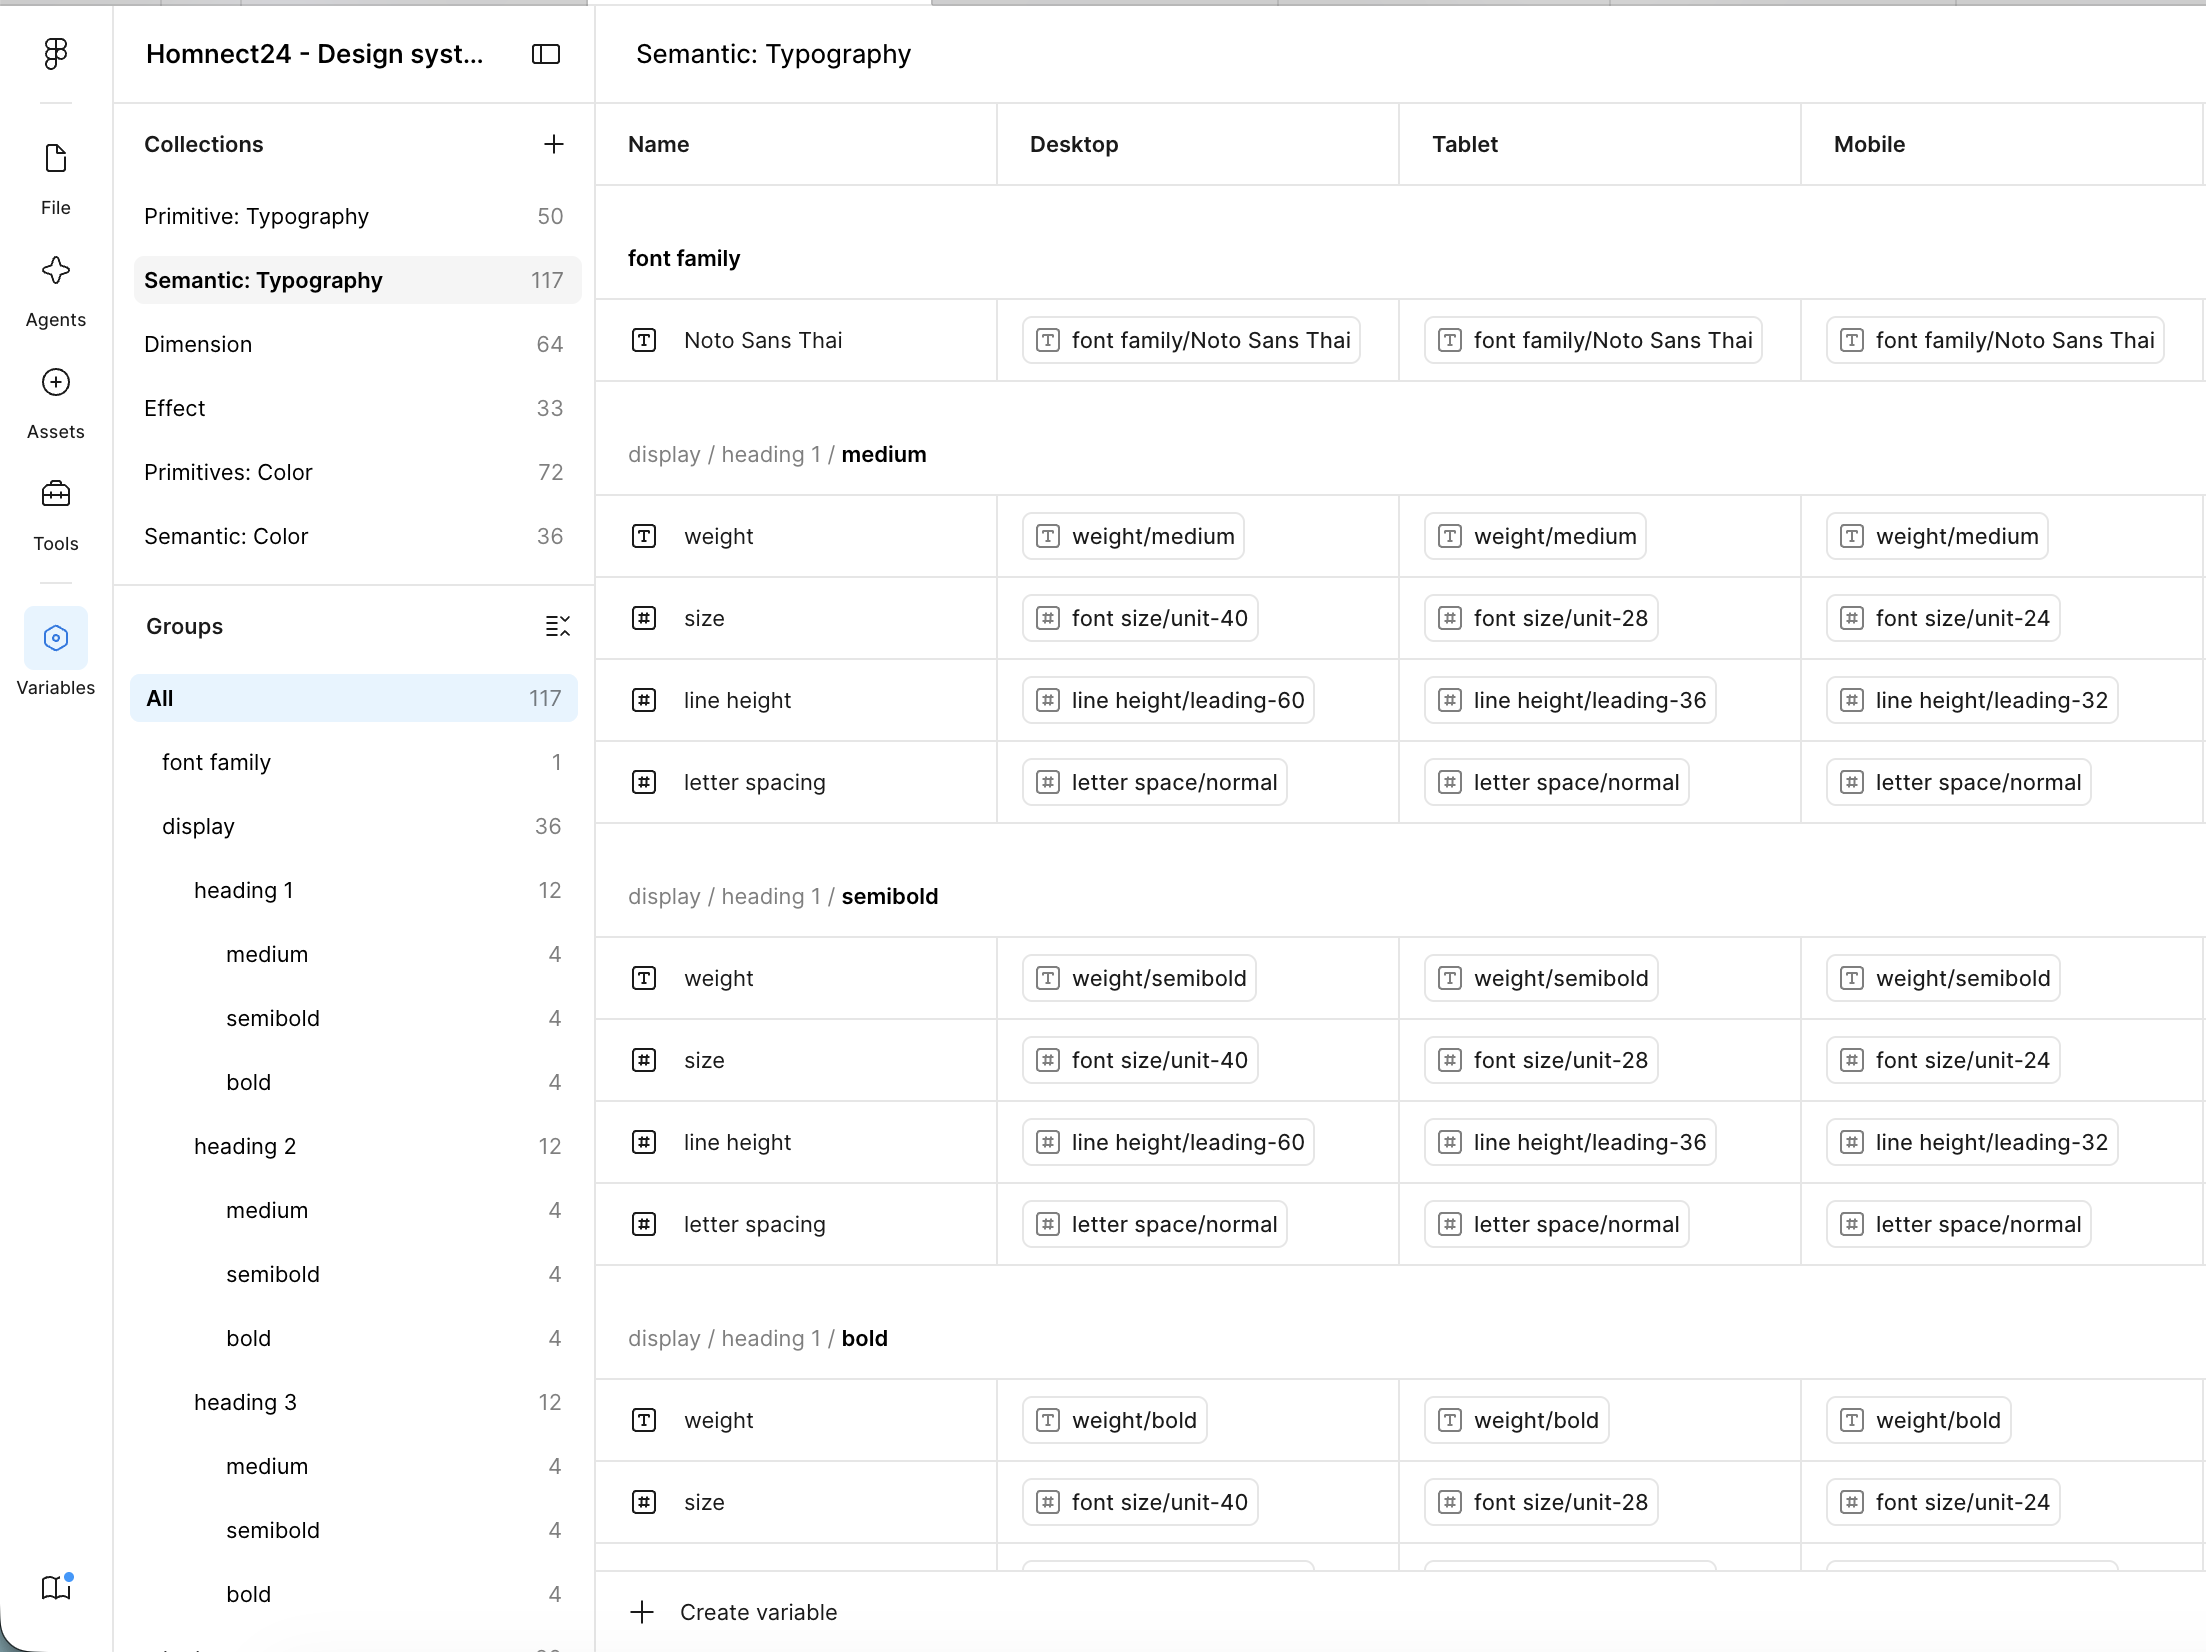 Homnect24 - Design syst...
Semantic: Typography
File
Agents
Assets
Tools
Variables
Collections
Primitive: Typography 50
Semantic: Typography 117
Dimension 64
Effect 33
Primitives: Color 72
Semantic: Color 36
Groups
All 117
font family 1
display 36
heading 1 12
medium 4
semibold 4
bold 4
heading 2 12
medium 4
semibold 4
bold 4
heading 3 12
medium 4
semibold 4
bold 4
Name Desktop Tablet Mobile
font family
Noto Sans Thai font family/Noto Sans Thai font family/Noto Sans Thai font family/Noto Sans Thai
display / heading 1 / medium
weight weight/medium weight/medium weight/medium
size font size/unit-40 font size/unit-28 font size/unit-24
line height line height/leading-60 line height/leading-36 line height/leading-32
letter spacing letter space/normal letter space/normal letter space/normal
display / heading 1 / semibold
weight weight/semibold weight/semibold weight/semibold
size font size/unit-40 font size/unit-28 font size/unit-24
line height line height/leading-60 line height/leading-36 line height/leading-32
letter spacing letter space/normal letter space/normal letter space/normal
display / heading 1 / bold
weight weight/bold weight/bold weight/bold
size font size/unit-40 font size/unit-28 font size/unit-24
Create variable